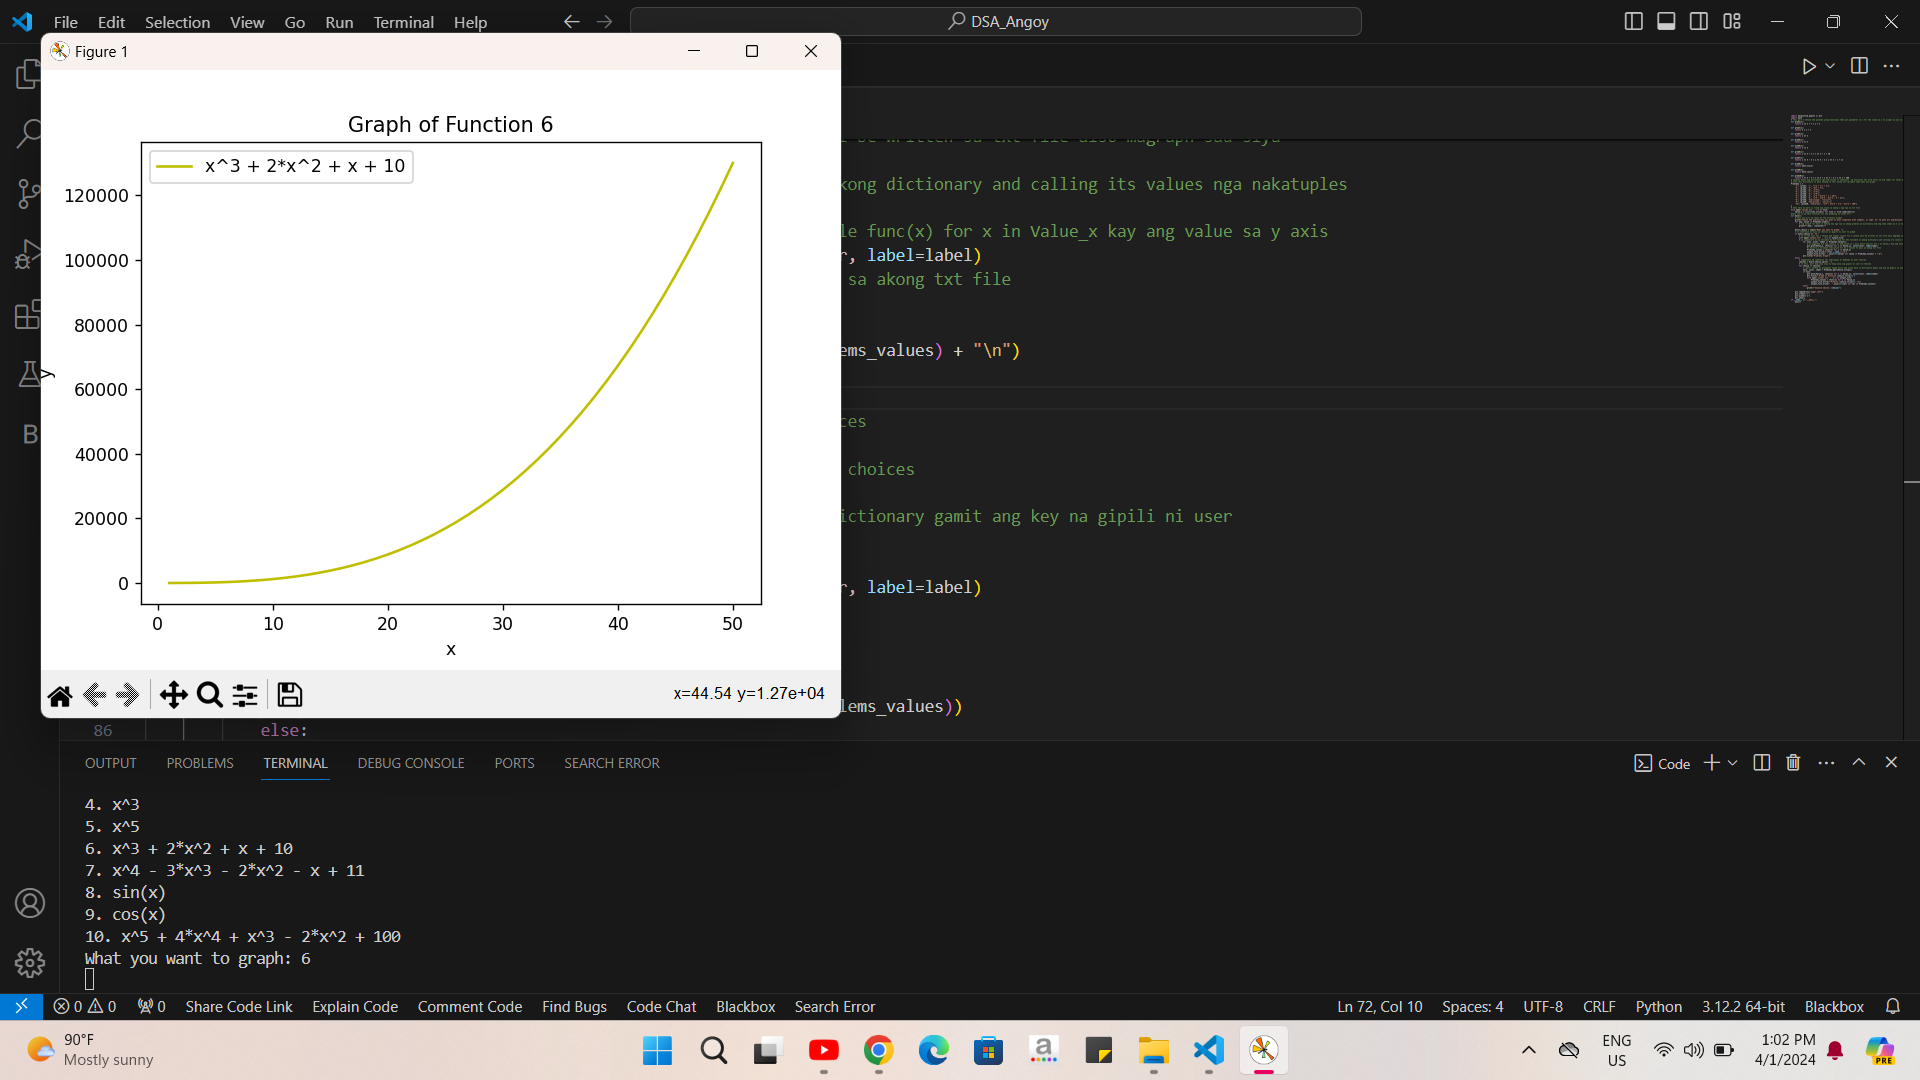 File Edit Selection View Go Run Terminal Help
DSA_Angoy
Figure 1
Graph of Function 6
x^3 + 2*x^2 + x + 10
120000
100000
80000
60000
40000
20000
0
y
0 10 20 30 40 50
x
x=44.54 y=1.27e+04
kong dictionary and calling its values nga nakatuples
le func(x) for x in Value_x kay ang value sa y axis
r, label=label)
sa akong txt file
ems_values) + "\n")
ces
choices
ictionary gamit ang key na gipili ni user
r, label=label)
lems_values))
86 else:
OUTPUT PROBLEMS TERMINAL DEBUG CONSOLE PORTS SEARCH ERROR
Code
4. x^3
5. x^5
6. x^3 + 2*x^2 + x + 10
7. x^4 - 3*x^3 - 2*x^2 - x + 11
8. sin(x)
9. cos(x)
10. x^5 + 4*x^4 + x^3 - 2*x^2 + 100
What you want to graph: 6
0 0 0 Share Code Link Explain Code Comment Code Find Bugs Code Chat Blackbox Search Error
Ln 72, Col 10 Spaces: 4 UTF-8 CRLF Python 3.12.2 64-bit Blackbox
90°F
Mostly sunny
ENG
US
1:02 PM
4/1/2024
PRE